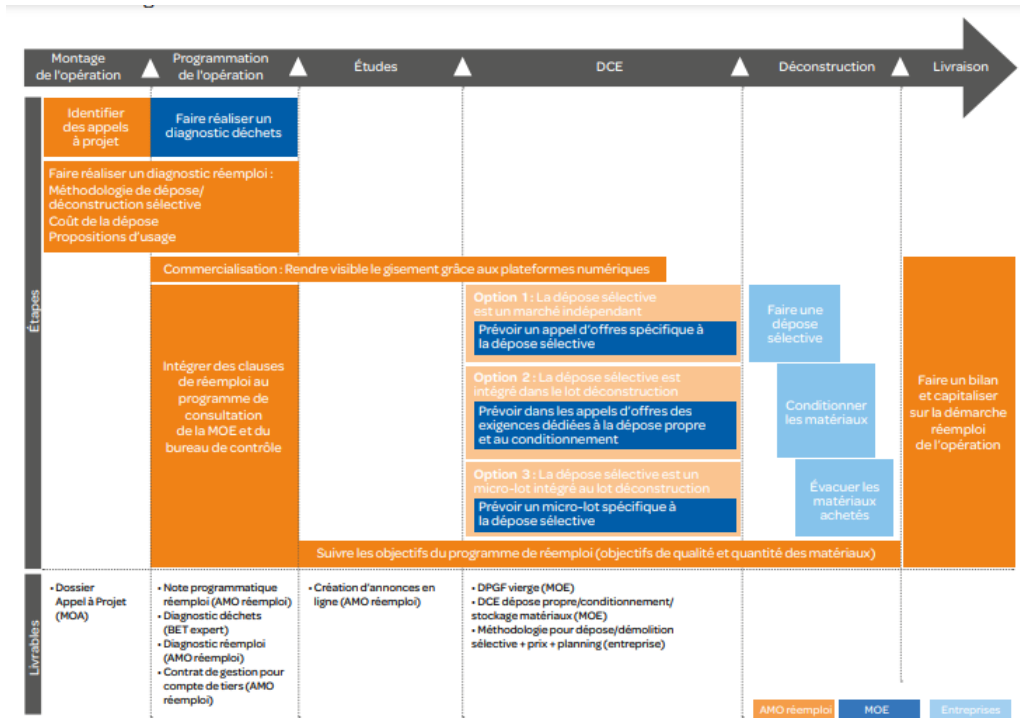 Montage
de l'opération
Programmation
de l'opération
Études
DCE
Déconstruction
Livraison
Étapes
Identifier
des appels
à projet
Faire réaliser un
diagnostic déchets
Faire réaliser un diagnostic réemploi :
Méthodologie de dépose/
déconstruction sélective
Coût de la dépose
Propositions d'usage
Commercialisation : Rendre visible le gisement grâce aux plateformes numériques
Intégrer des clauses
de réemploi au
programme de
consultation
de la MOE et du
bureau de contrôle
Option 1 : La dépose sélective
est un marché indépendant
Prévoir un appel d'offres spécifique à
la dépose sélective
Option 2 : La dépose sélective est
intégré dans le lot déconstruction
Prévoir dans les appels d'offres des
exigences dédiées à la dépose propre
et au conditionnement
Option 3 : La dépose sélective est un
micro-lot intégré au lot déconstruction
Prévoir un micro-lot spécifique à
la dépose sélective
Faire une
dépose
sélective
Conditionner
les matériaux
Évacuer les
matériaux
achetés
Faire un bilan
et capitaliser
sur la démarche
réemploi
de l'opération
Suivre les objectifs du programme de réemploi (objectifs de qualité et quantité des matériaux)
Livrables
• Dossier
Appel à Projet
(MOA)
• Note programmatique
réemploi (AMO réemploi)
• Diagnostic déchets
(BET expert)
• Diagnostic réemploi
(AMO réemploi)
• Contrat de gestion pour
compte de tiers (AMO
réemploi)
• Création d'annonces en
ligne (AMO réemploi)
• DPGF vierge (MOE)
• DCE dépose propre/conditionnement/
stockage matériaux (MOE)
• Méthodologie pour dépose/démolition
sélective + prix + planning (entreprise)
AMO réemploi
MOE
Entreprises